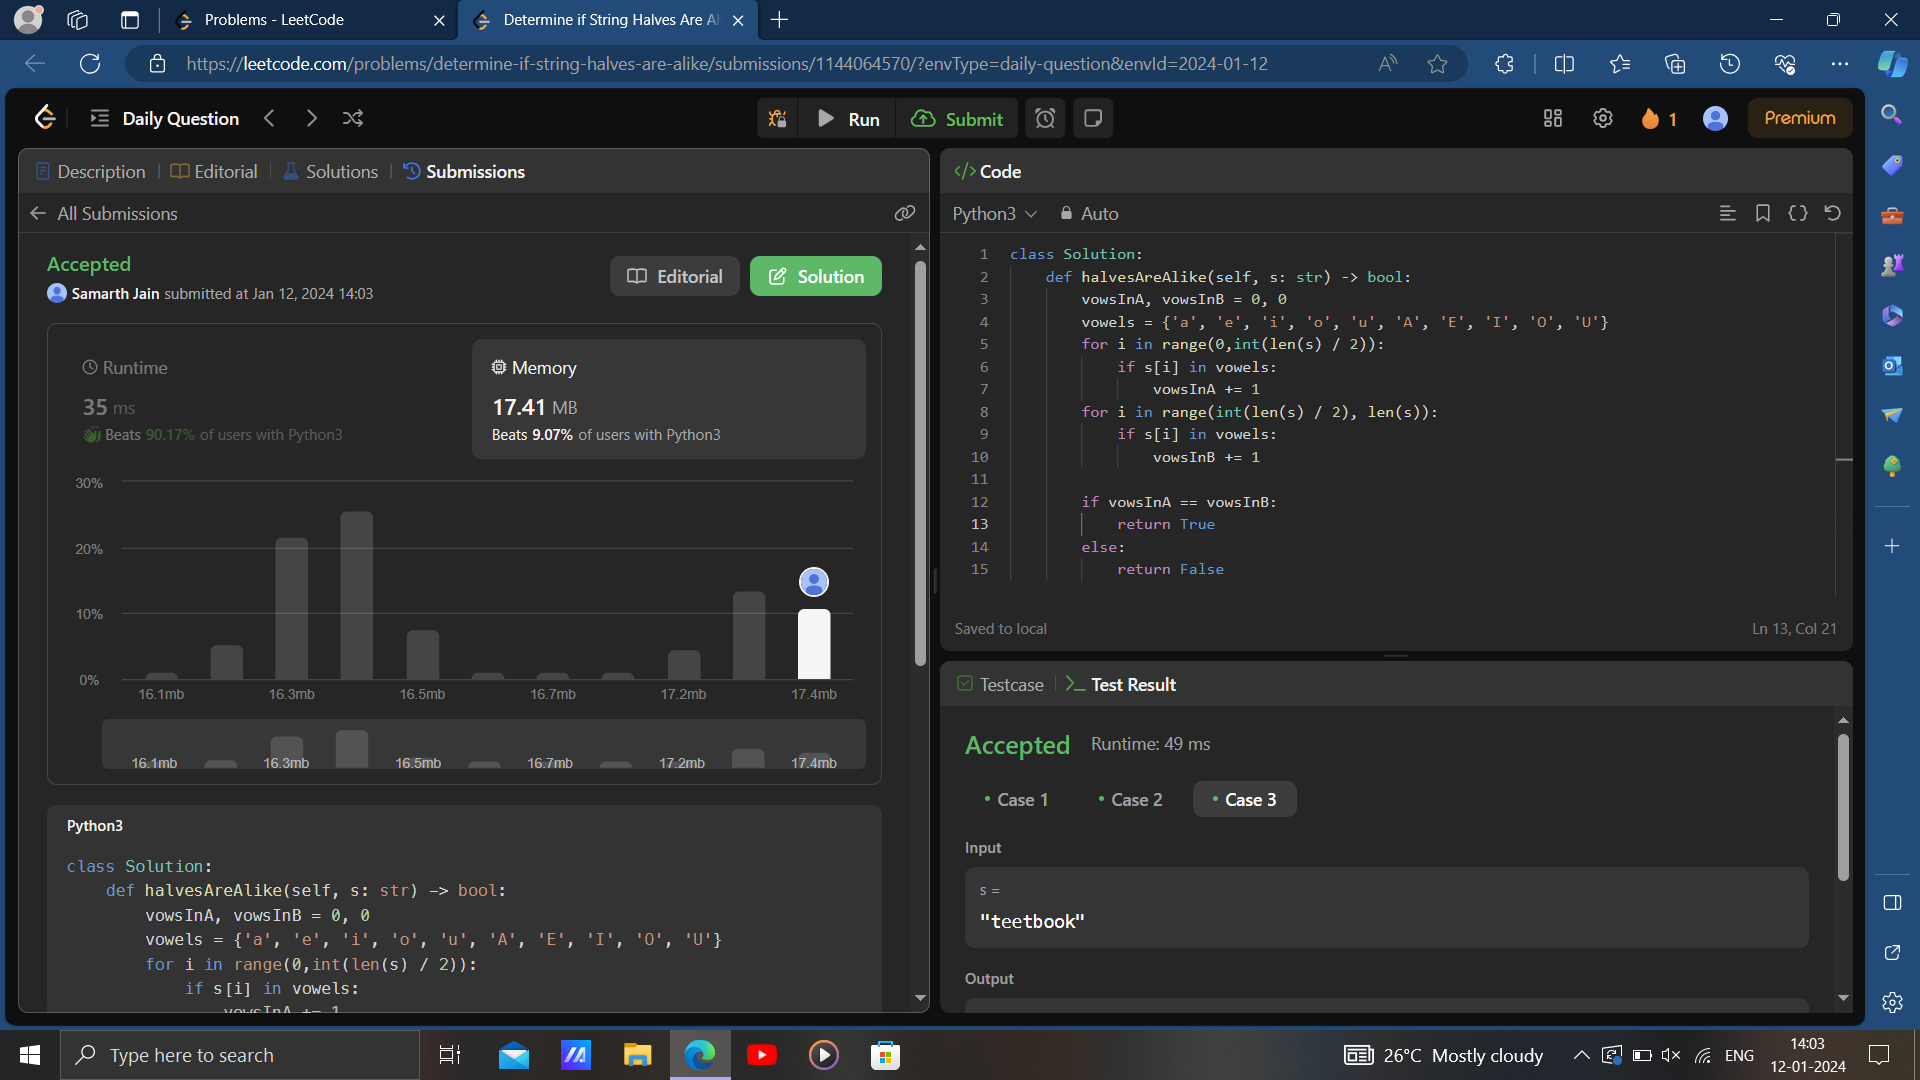 Problems - LeetCode
Determine if String Halves Are Al
https://leetcode.com/problems/determine-if-string-halves-are-alike/submissions/1144064570/?envType=daily-question&envId=2024-01-12
Daily Question
Run
Submit
1
Premium
Description
Editorial
Solutions
Submissions
All Submissions
Accepted
Samarth Jain submitted at Jan 12, 2024 14:03
Editorial
Solution
Runtime
35 ms
Beats 90.17% of users with Python3
Memory
17.41 MB
Beats 9.07% of users with Python3
30%
20%
10%
0%
16.1mb 16.3mb 16.5mb 16.7mb 17.2mb 17.4mb
16.1mb 16.3mb 16.5mb 16.7mb 17.2mb 17.4mb
Python3
class Solution:
    def halvesAreAlike(self, s: str) -> bool:
        vowsInA, vowsInB = 0, 0
        vowels = {'a', 'e', 'i', 'o', 'u', 'A', 'E', 'I', 'O', 'U'}
        for i in range(0,int(len(s) / 2)):
            if s[i] in vowels:
                vowsInA += 1
</> Code
Python3
Auto
1 class Solution:
2     def halvesAreAlike(self, s: str) -> bool:
3         vowsInA, vowsInB = 0, 0
4         vowels = {'a', 'e', 'i', 'o', 'u', 'A', 'E', 'I', 'O', 'U'}
5         for i in range(0,int(len(s) / 2)):
6             if s[i] in vowels:
7                 vowsInA += 1
8         for i in range(int(len(s) / 2), len(s)):
9             if s[i] in vowels:
10                 vowsInB += 1
11
12         if vowsInA == vowsInB:
13             return True
14         else:
15             return False
Saved to local
Ln 13, Col 21
Testcase
Test Result
Accepted
Runtime: 49 ms
Case 1
Case 2
Case 3
Input
s =
"teetbook"
Output
Type here to search
26°C Mostly cloudy
ENG
14:03
12-01-2024